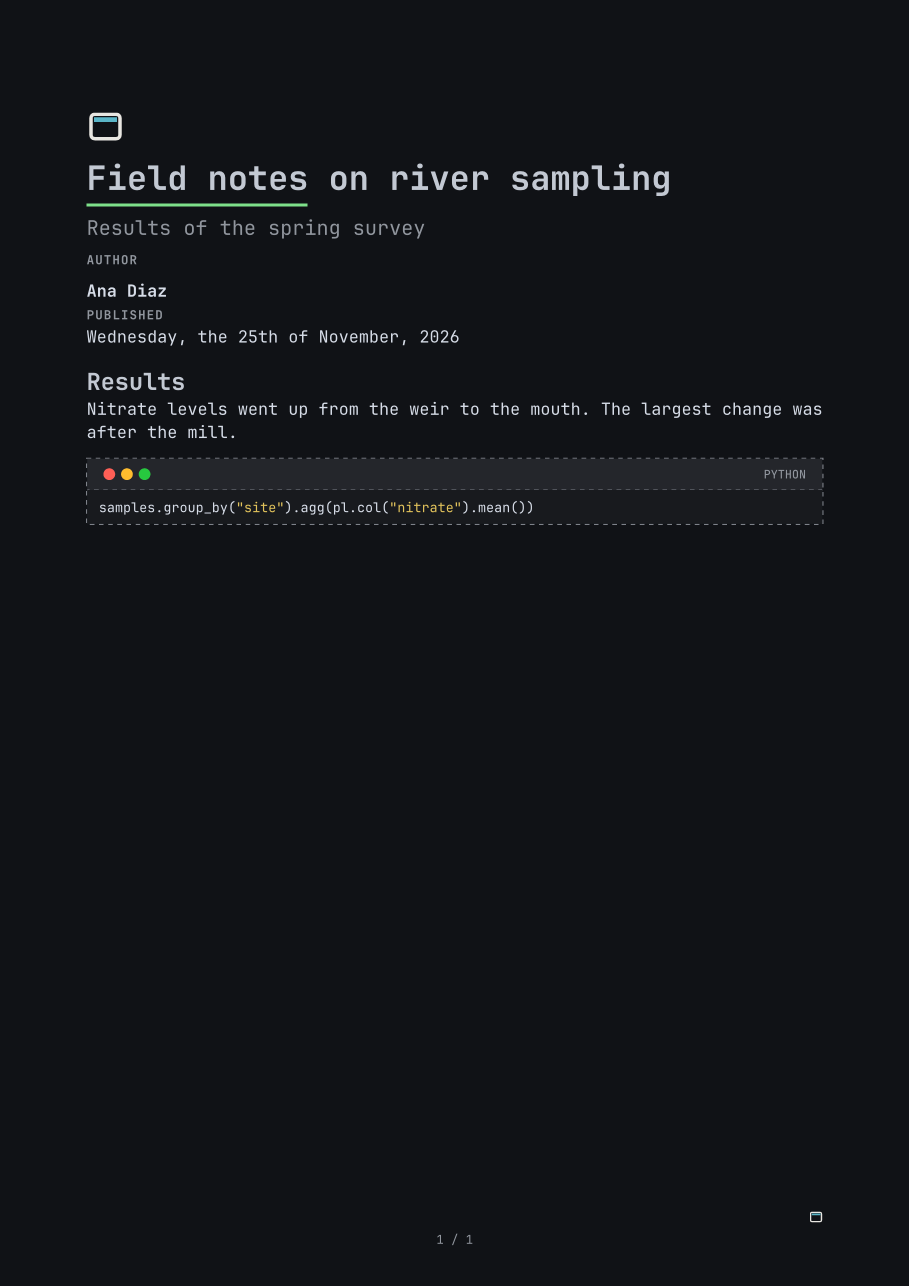 Field notes on river sampling
Results of the spring survey
AUTHOR
Ana Diaz
PUBLISHED
Wednesday, the 25th of November, 2026
Results
Nitrate levels went up from the weir to the mouth. The largest change was
after the mill.
PYTHON
samples.group_by("site").agg(pl.col("nitrate").mean())
1 / 1